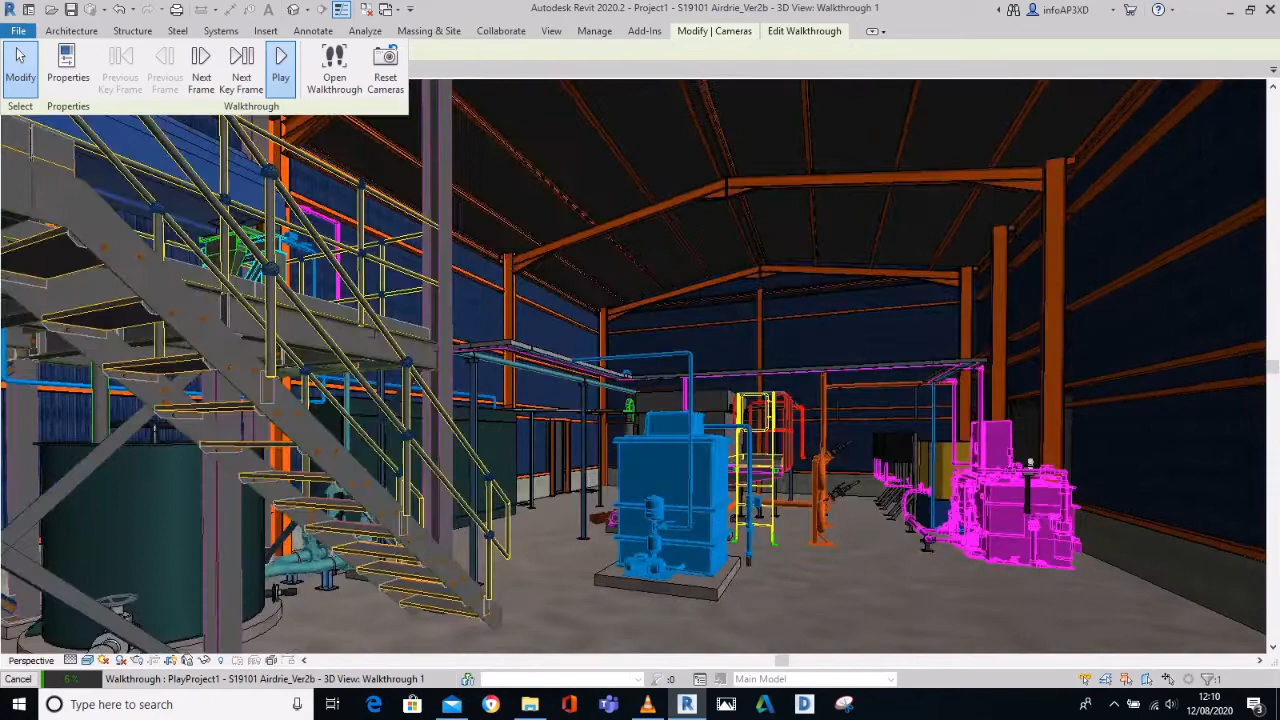 Autodesk Revit 2020.2 - Project1 - S19101 Airdrie_Ver2b - 3D View: Walkthrough 1
infoAP3XD
File Architecture Structure Steel Systems Insert Annotate Analyze Massing & Site Collaborate View Manage Add-Ins Modify | Cameras Edit Walkthrough
Modify Properties Previous Key Frame Previous Frame Next Frame Next Key Frame Play Open Walkthrough Reset Cameras
Select Properties Walkthrough
Perspective
Cancel 6 % Walkthrough : PlayProject1 - S19101 Airdrie_Ver2b - 3D View: Walkthrough 1 :0 Main Model :1
Type here to search
12:10
12/08/2020
3